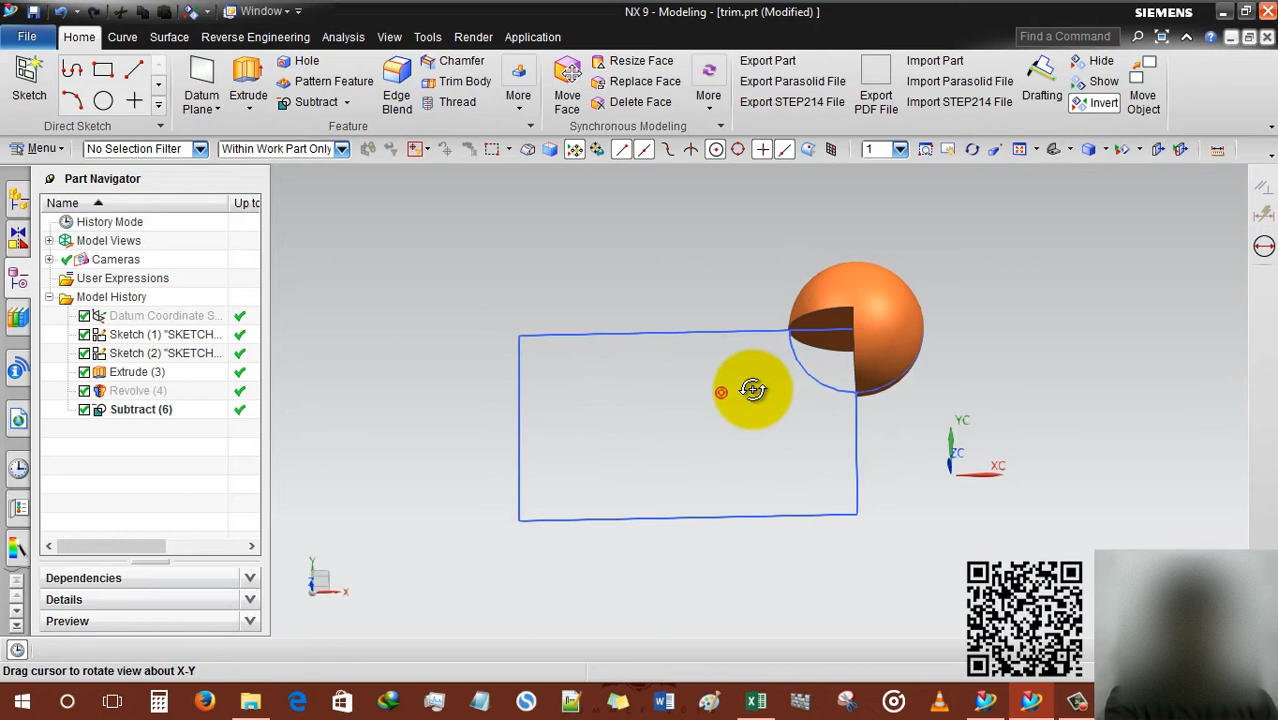 Window
NX 9 - Modeling - [trim.prt (Modified) ]
SIEMENS
File Home Curve Surface Reverse Engineering Analysis View Tools Render Application
Find a Command
Sketch
Direct Sketch
Datum Plane
Extrude
Hole
Pattern Feature
Subtract
Edge Blend
Chamfer
Trim Body
Thread
More
Feature
Move Face
Resize Face
Replace Face
Delete Face
More
Synchronous Modeling
Export Part
Export Parasolid File
Export STEP214 File
Export PDF File
Import Part
Import Parasolid File
Import STEP214 File
Drafting
Hide
Show
Invert
Move Object
Menu
No Selection Filter
Within Work Part Only
1
Part Navigator
Name Up to
History Mode
Model Views
Cameras
User Expressions
Model History
Datum Coordinate S...
Sketch (1) "SKETCH...
Sketch (2) "SKETCH...
Extrude (3)
Revolve (4)
Subtract (6)
Dependencies
Details
Preview
YC
ZC
XC
Y
Z
X
Drag cursor to rotate view about X-Y